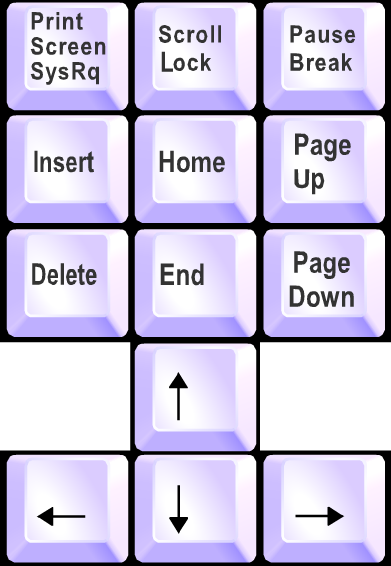 Print
Screen
SysRq
Scroll
Lock
Pause
Break
Insert
Home
Page
Up
Delete
End
Page
Down